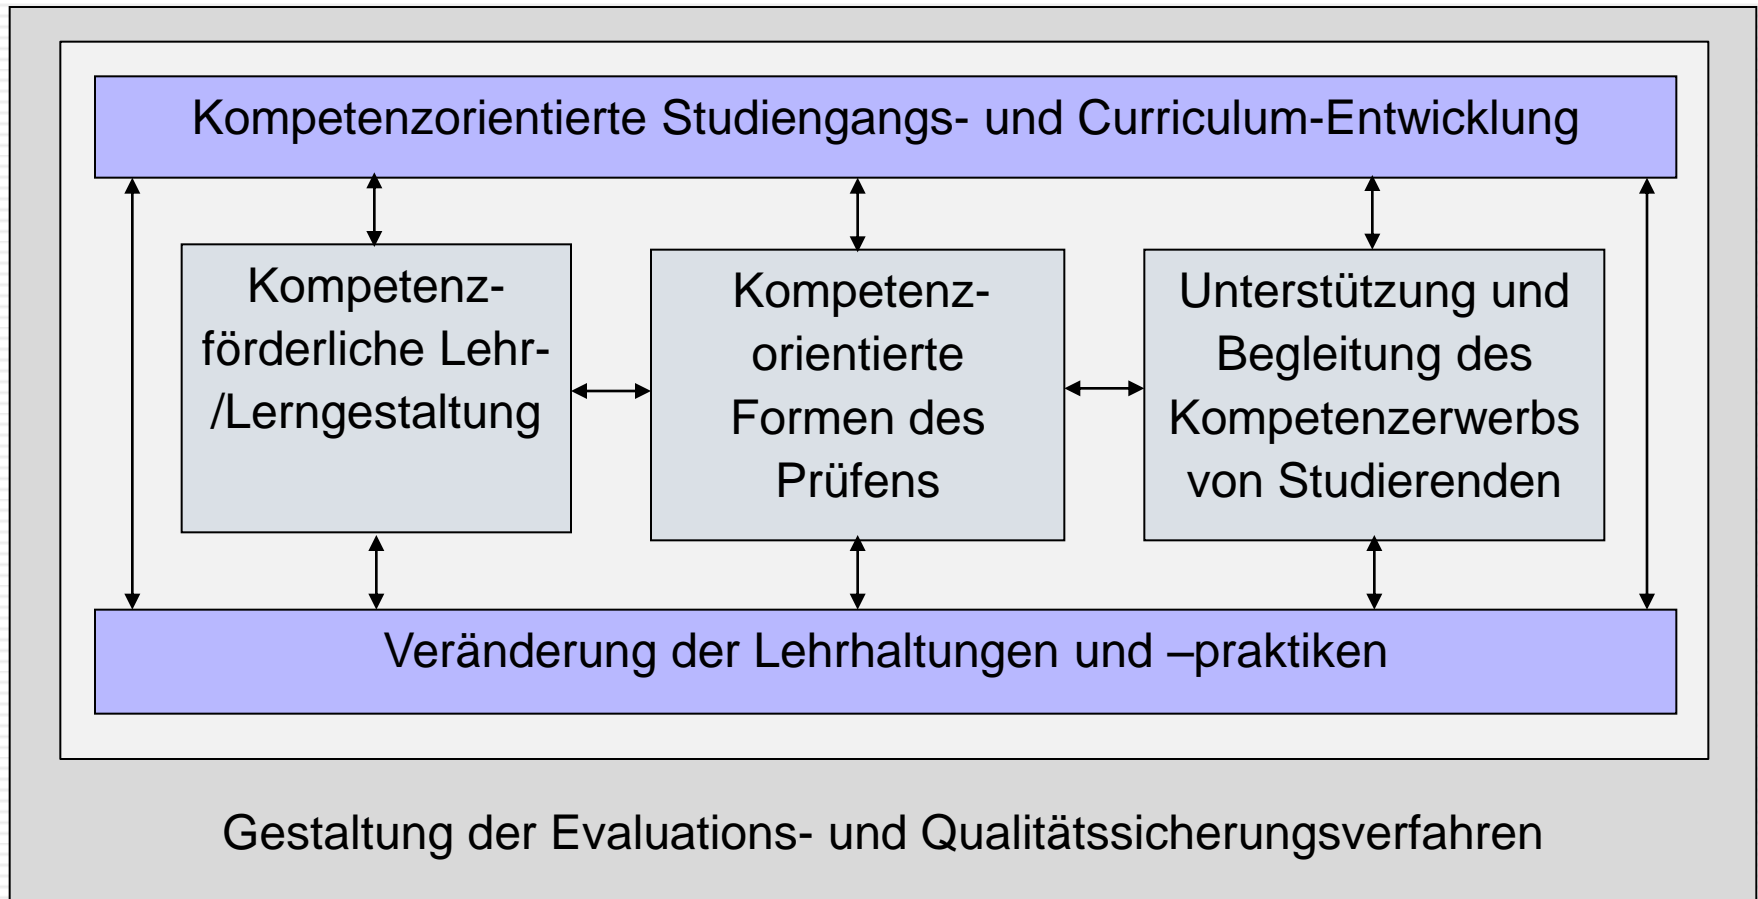 Kompetenzorientierte Studiengangs- und Curriculum-Entwicklung
Kompetenz-
förderliche Lehr-
/Lerngestaltung
Kompetenz-
orientierte
Formen des
Prüfens
Unterstützung und
Begleitung des
Kompetenzerwerbs
von Studierenden
Veränderung der Lehrhaltungen und –praktiken
Gestaltung der Evaluations- und Qualitätssicherungsverfahren